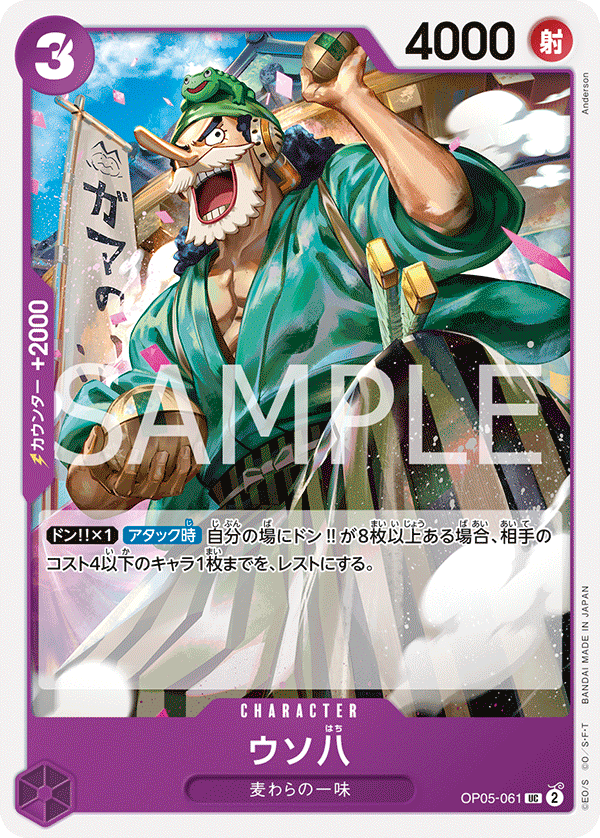 3
4000
射
Anderson
ガマの
カウンター +2000
SAMPLE
ドン!!×1 アタック時 自分の場にドン!!が8枚以上ある場合、相手の
コスト4以下のキャラ1枚までを、レストにする。
CHARACTER
ウソ八
はち
麦わらの一味
OP05-061 UC 2
©E.O/S ©O/S・F・T BANDAI MADE IN JAPAN